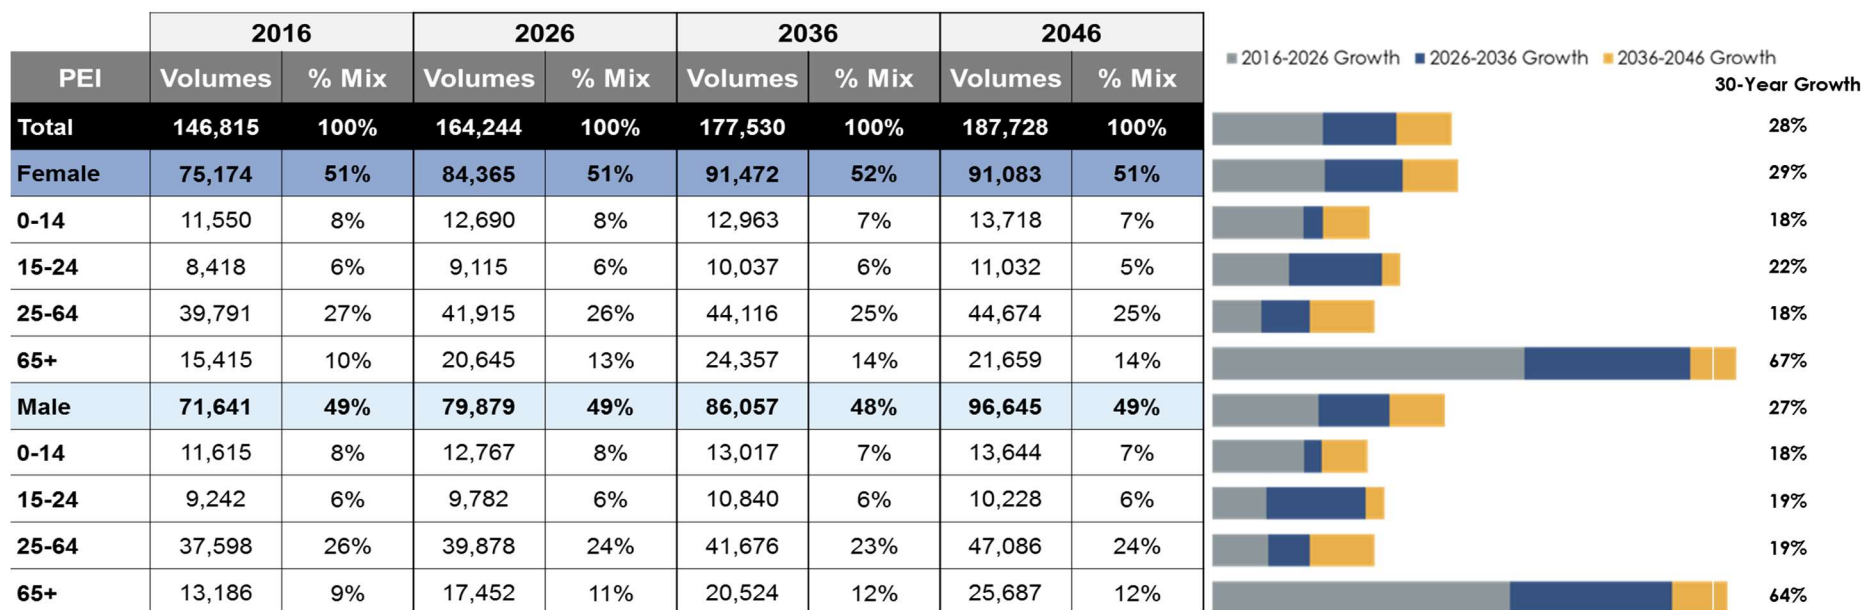 2016 2026 2036 2046
2016-2026 Growth 2026-2036 Growth 2036-2046 Growth
PEI Volumes % Mix Volumes % Mix Volumes % Mix Volumes % Mix 30-Year Growth
Total 146,815 100% 164,244 100% 177,530 100% 187,728 100% 28%
Female 75,174 51% 84,365 51% 91,472 52% 91,083 51% 29%
0-14 11,550 8% 12,690 8% 12,963 7% 13,718 7% 18%
15-24 8,418 6% 9,115 6% 10,037 6% 11,032 5% 22%
25-64 39,791 27% 41,915 26% 44,116 25% 44,674 25% 18%
65+ 15,415 10% 20,645 13% 24,357 14% 21,659 14% 67%
Male 71,641 49% 79,879 49% 86,057 48% 96,645 49% 27%
0-14 11,615 8% 12,767 8% 13,017 7% 13,644 7% 18%
15-24 9,242 6% 9,782 6% 10,840 6% 10,228 6% 19%
25-64 37,598 26% 39,878 24% 41,676 23% 47,086 24% 19%
65+ 13,186 9% 17,452 11% 20,524 12% 25,687 12% 64%